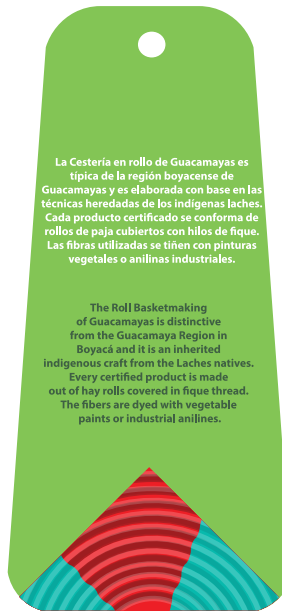 La Cestería en rollo de Guacamayas es
típica de la región boyacense de
Guacamayas y es elaborada con base en las
técnicas heredadas de los indígenas laches.
Cada producto certificado se conforma de
rollos de paja cubiertos con hilos de fique.
Las fibras utilizadas se tiñen con pinturas
vegetales o anilinas industriales.
The Roll Basketmaking
of Guacamayas is distinctive
from the Guacamaya Region in
Boyacá and it is an inherited
indigenous craft from the Laches natives.
Every certified product is made
out of hay rolls covered in fique thread.
The fibers are dyed with vegetable
paints or industrial anilines.